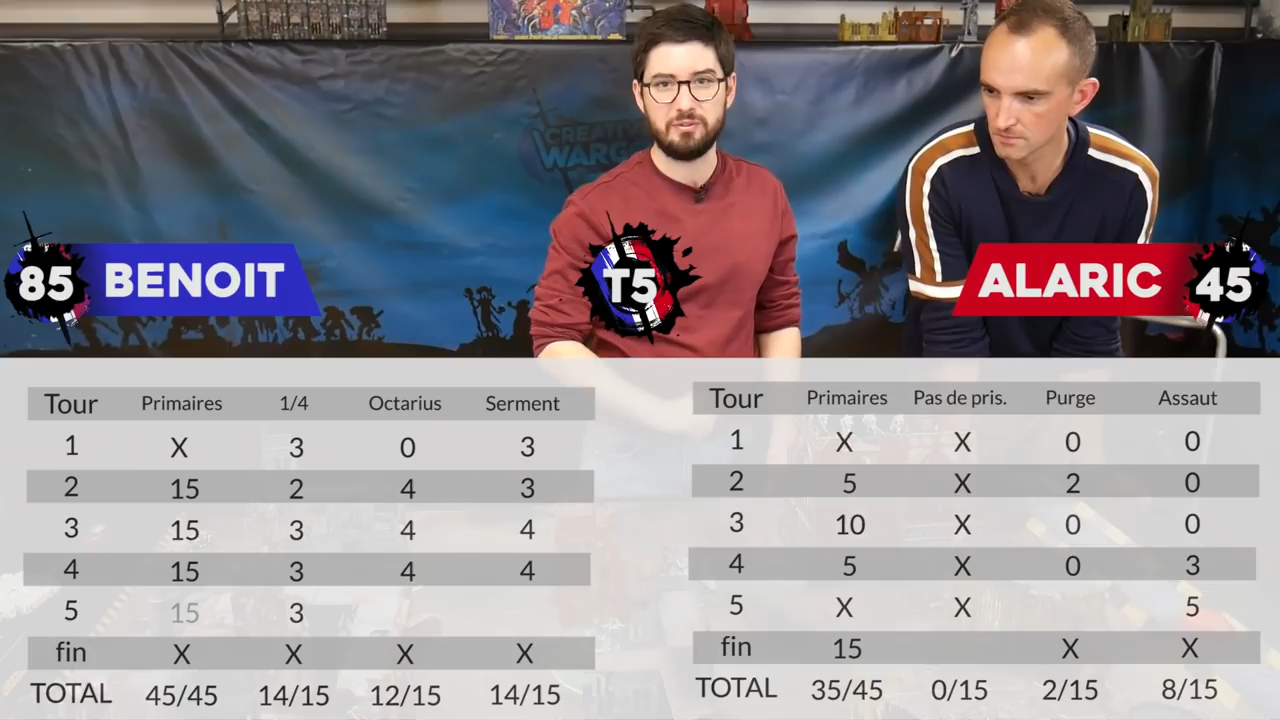 CREATIVE
WARG
85 BENOIT
T5
ALARIC 45
Tour Primaires 1/4 Octarius Serment
1 X 3 0 3
2 15 2 4 3
3 15 3 4 4
4 15 3 4 4
5 15 3
fin X X X X
TOTAL 45/45 14/15 12/15 14/15
Tour Primaires Pas de pris. Purge Assaut
1 X X 0 0
2 5 X 2 0
3 10 X 0 0
4 5 X 0 3
5 X X 5
fin 15 X X
TOTAL 35/45 0/15 2/15 8/15